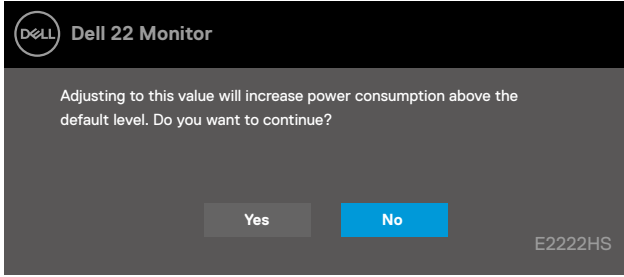 DELL Dell 22 Monitor
Adjusting to this value will increase power consumption above the
default level. Do you want to continue?
Yes No
E2222HS